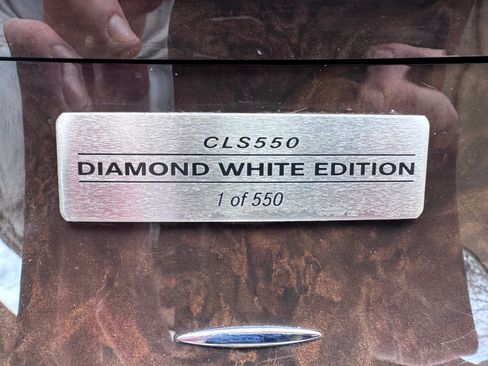 CLS550
DIAMOND WHITE EDITION
1 of 550